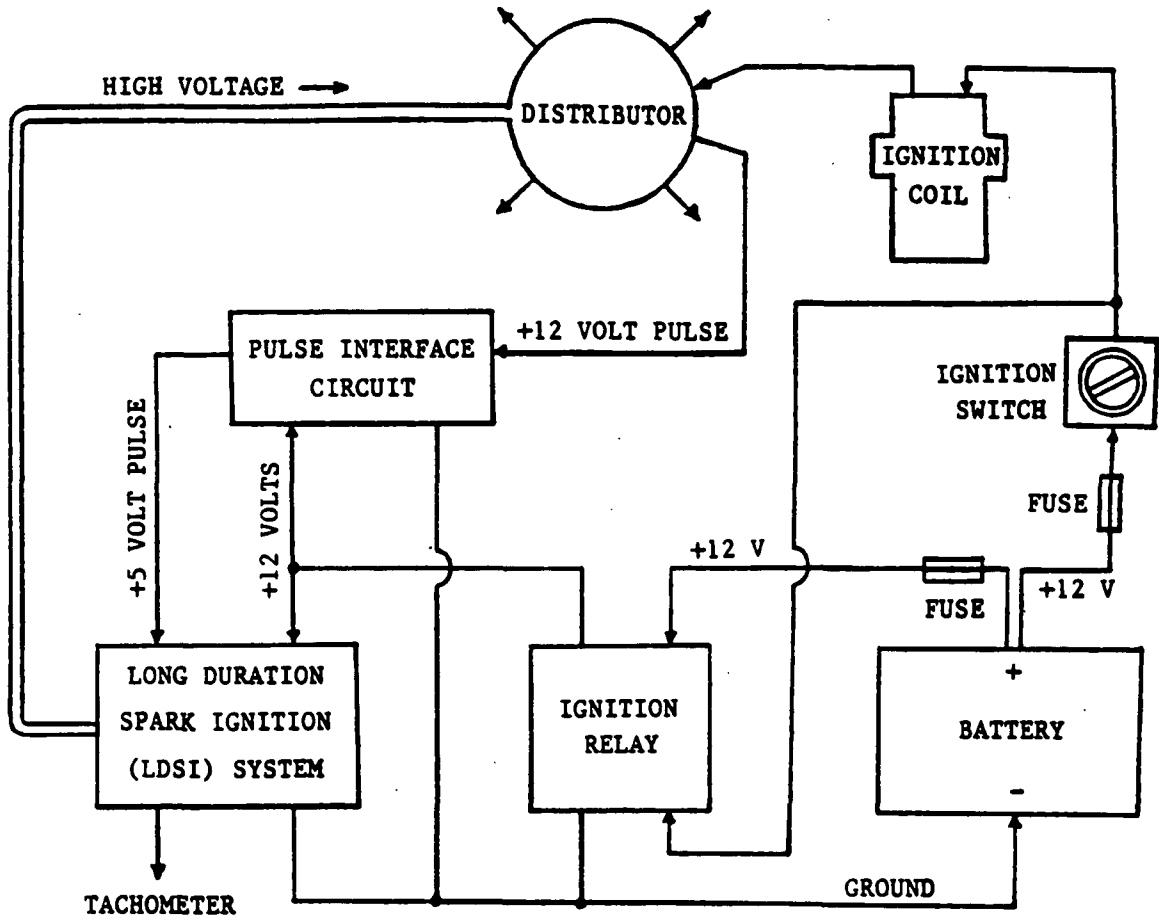 HIGH VOLTAGE
DISTRIBUTOR
IGNITION
COIL
+12 VOLT PULSE
PULSE INTERFACE
CIRCUIT
IGNITION
SWITCH
+5 VOLT PULSE
+12 VOLTS
FUSE
+12 V
FUSE
+12 V
LONG DURATION
SPARK IGNITION
(LDSI) SYSTEM
IGNITION
RELAY
+
BATTERY
-
TACHOMETER
GROUND